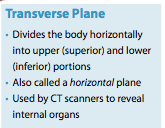 Transverse Plane
• Divides the body horizontally
into upper (superior) and lower
(inferior) portions
• Also called a horizontal plane
• Used by CT scanners to reveal
internal organs